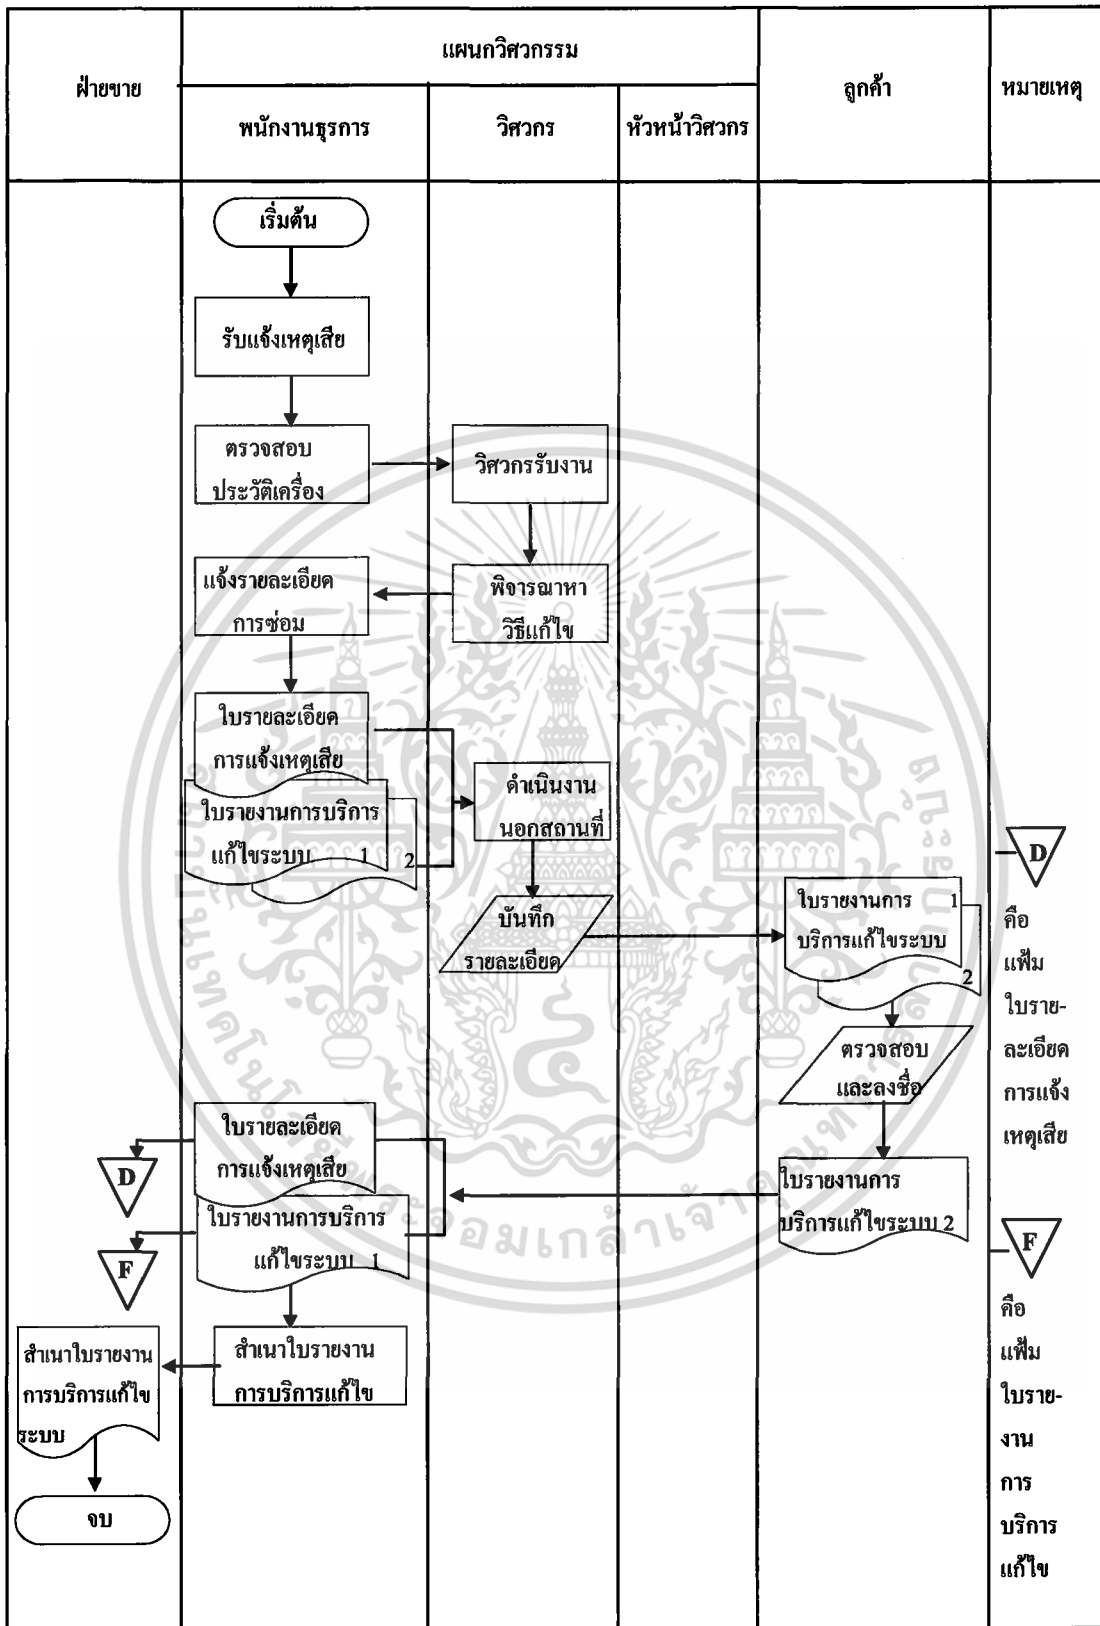 แผนกวิศวกรรม
ฝ่ายขาย
ลูกค้า
หมายเหตุ
พนักงานธุรการ
วิศวกร
หัวหน้าวิศวกร
เริ่มต้น
รับแจ้งเหตุเสีย
ตรวจสอบ
ประวัติเครื่อง
วิศวกรรับงาน
แจ้งรายละเอียด
การซ่อม
พิจารณาหา
วิธีแก้ไข
ใบรายละเอียด
การแจ้งเหตุเสีย
ใบรายงานการบริการ
แก้ไขระบบ 1
2
ดำเนินงาน
นอกสถานที่
บันทึก
รายละเอียด
ใบรายงานการ 1
บริการแก้ไขระบบ
2
ตรวจสอบ
และลงชื่อ
ใบรายงานการ
บริการแก้ไขระบบ 2
ใบรายละเอียด
การแจ้งเหตุเสีย
D
ใบรายงานการบริการ
แก้ไขระบบ 1
F
สำเนาใบรายงาน
การบริการแก้ไข
สำเนาใบรายงาน
การบริการแก้ไข
ระบบ
จบ
D
คือ
แฟ้ม
ใบราย-
ละเอียด
การแจ้ง
เหตุเสีย
F
คือ
แฟ้ม
ใบราย-
งาน
การ
บริการ
แก้ไข